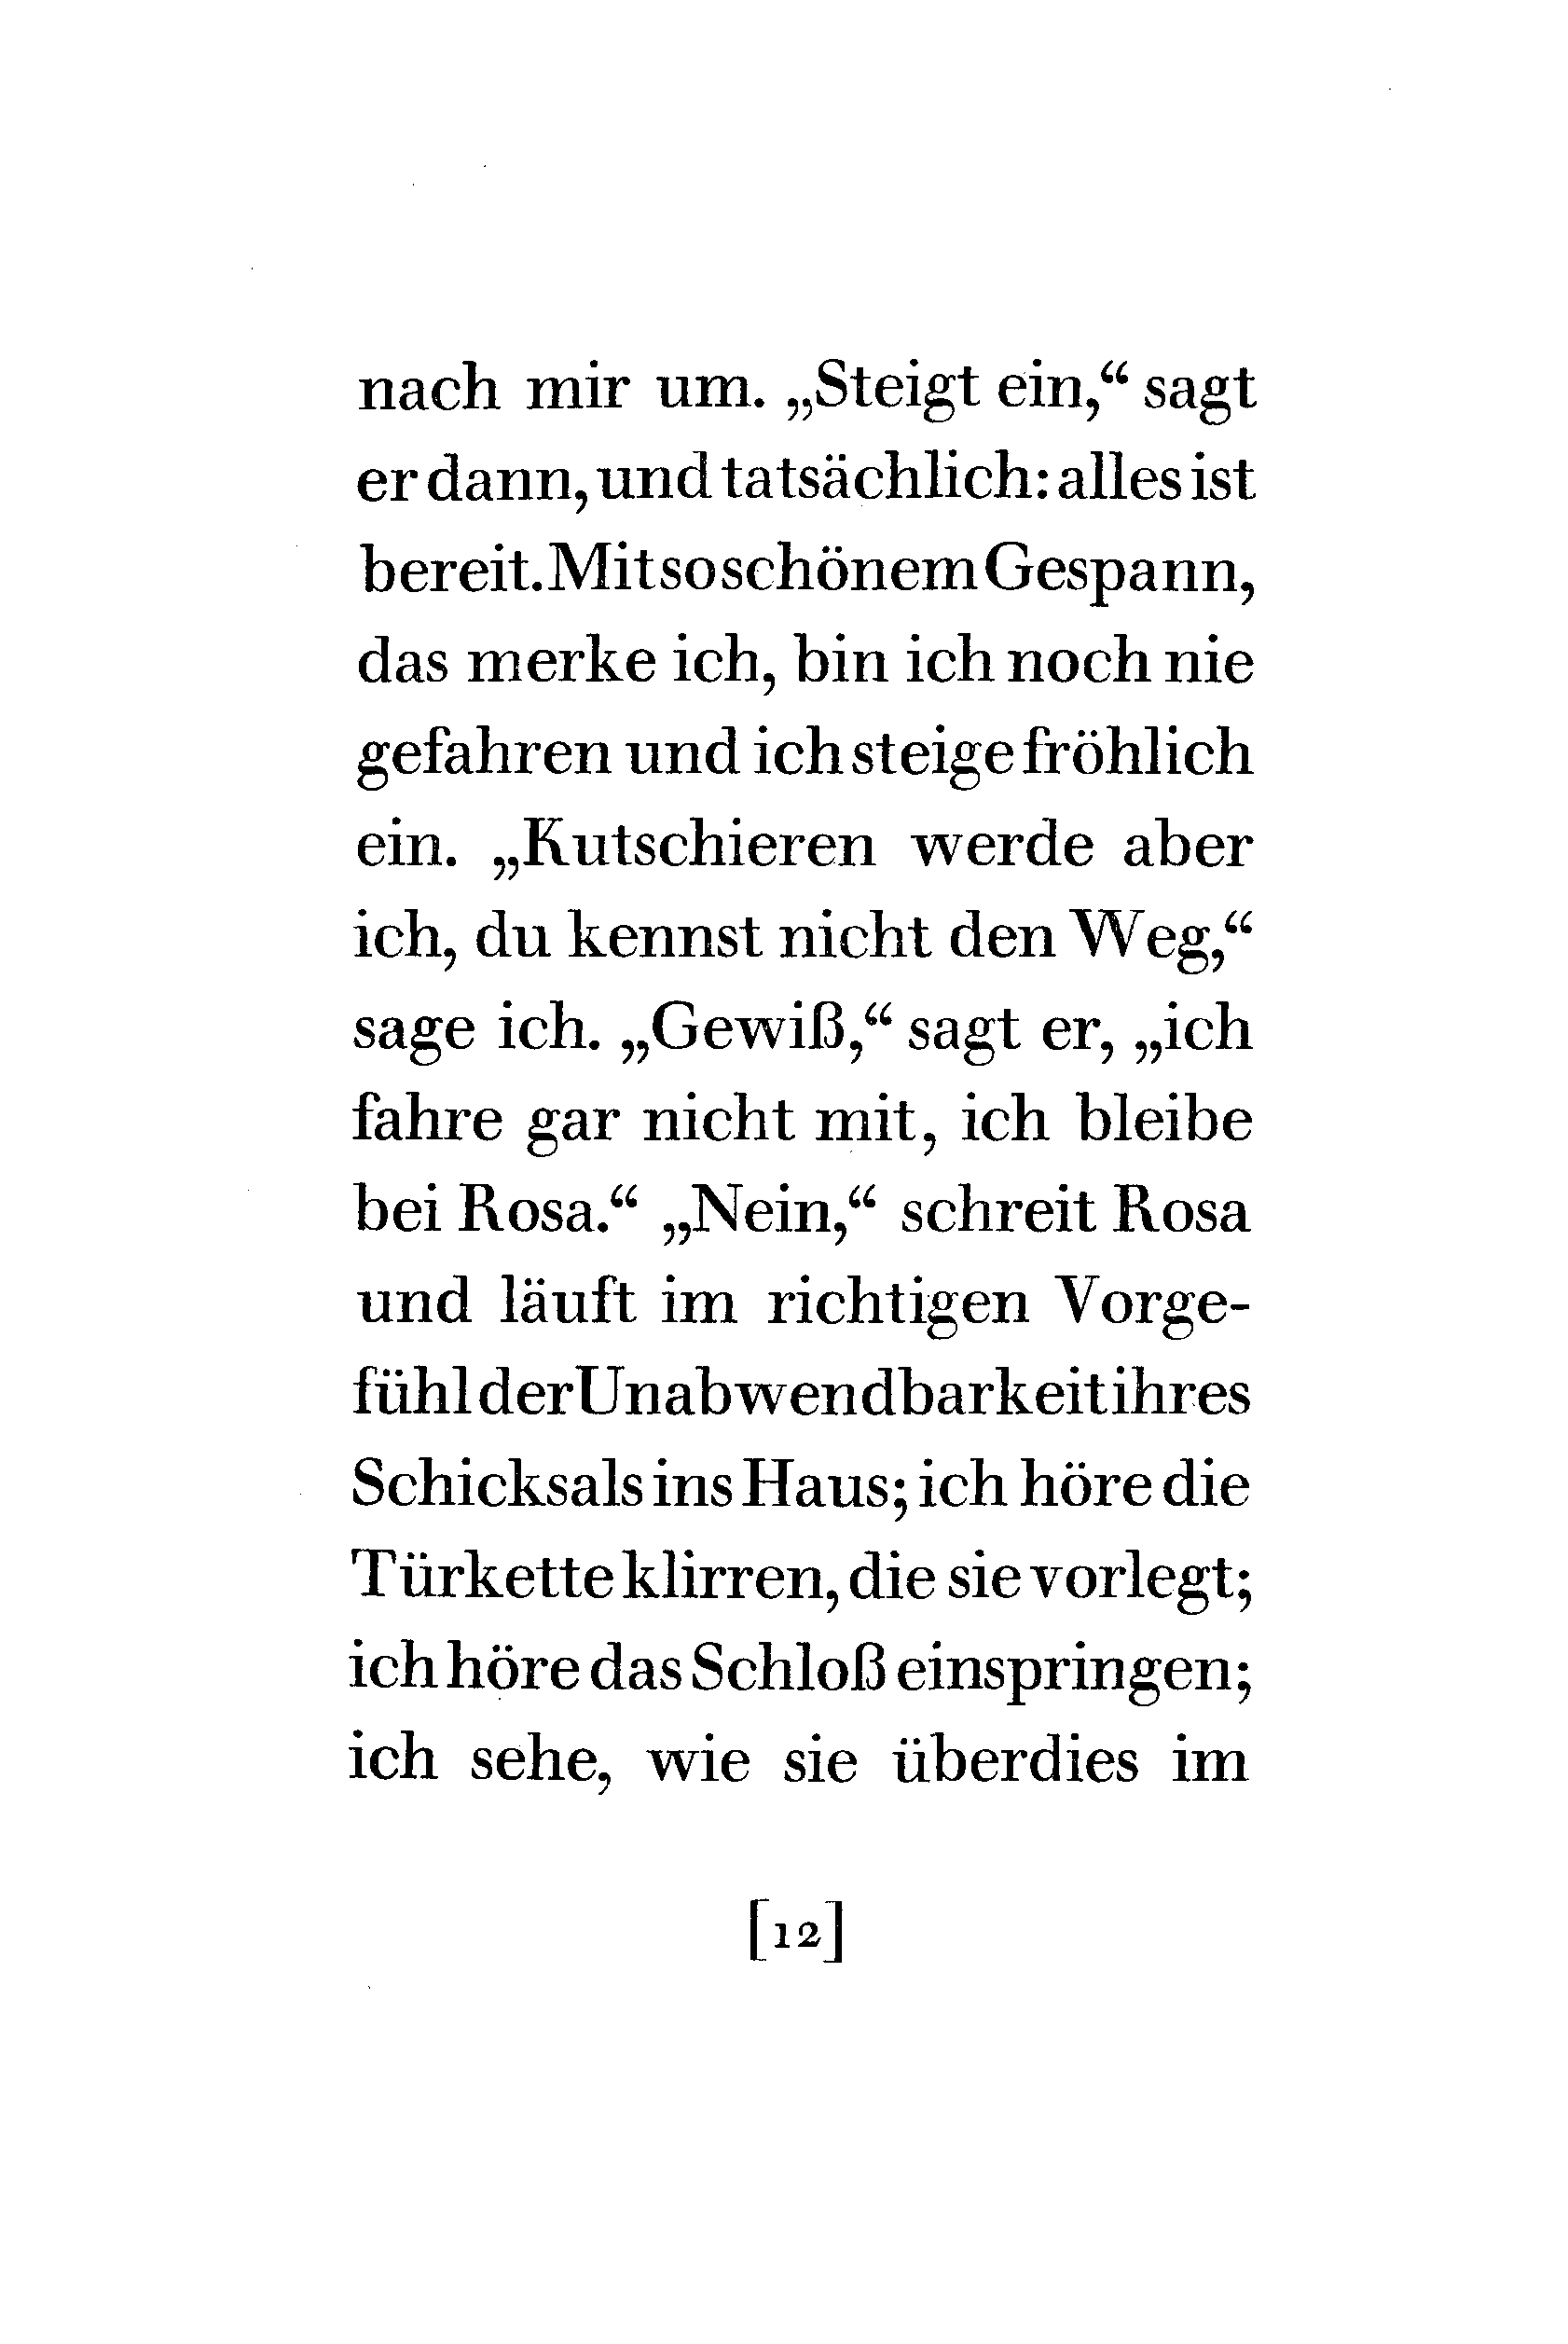 nach mir um. „Steigt ein,“ sagt
er dann, und tatsächlich: alles ist
bereit. Mit so schönem Gespann,
das merke ich, bin ich noch nie
gefahren und ich steige fröhlich
ein. „Kutschieren werde aber
ich, du kennst nicht den Weg,“
sage ich. „Gewiß,“ sagt er, „ich
fahre gar nicht mit, ich bleibe
bei Rosa.“ „Nein,“ schreit Rosa
und läuft im richtigen Vorge-
fühl der Unabwendbarkeit ihres
Schicksals ins Haus; ich höre die
Türkette klirren, die sie vorlegt;
ich höre das Schloß einspringen;
ich sehe, wie sie überdies im
[12]